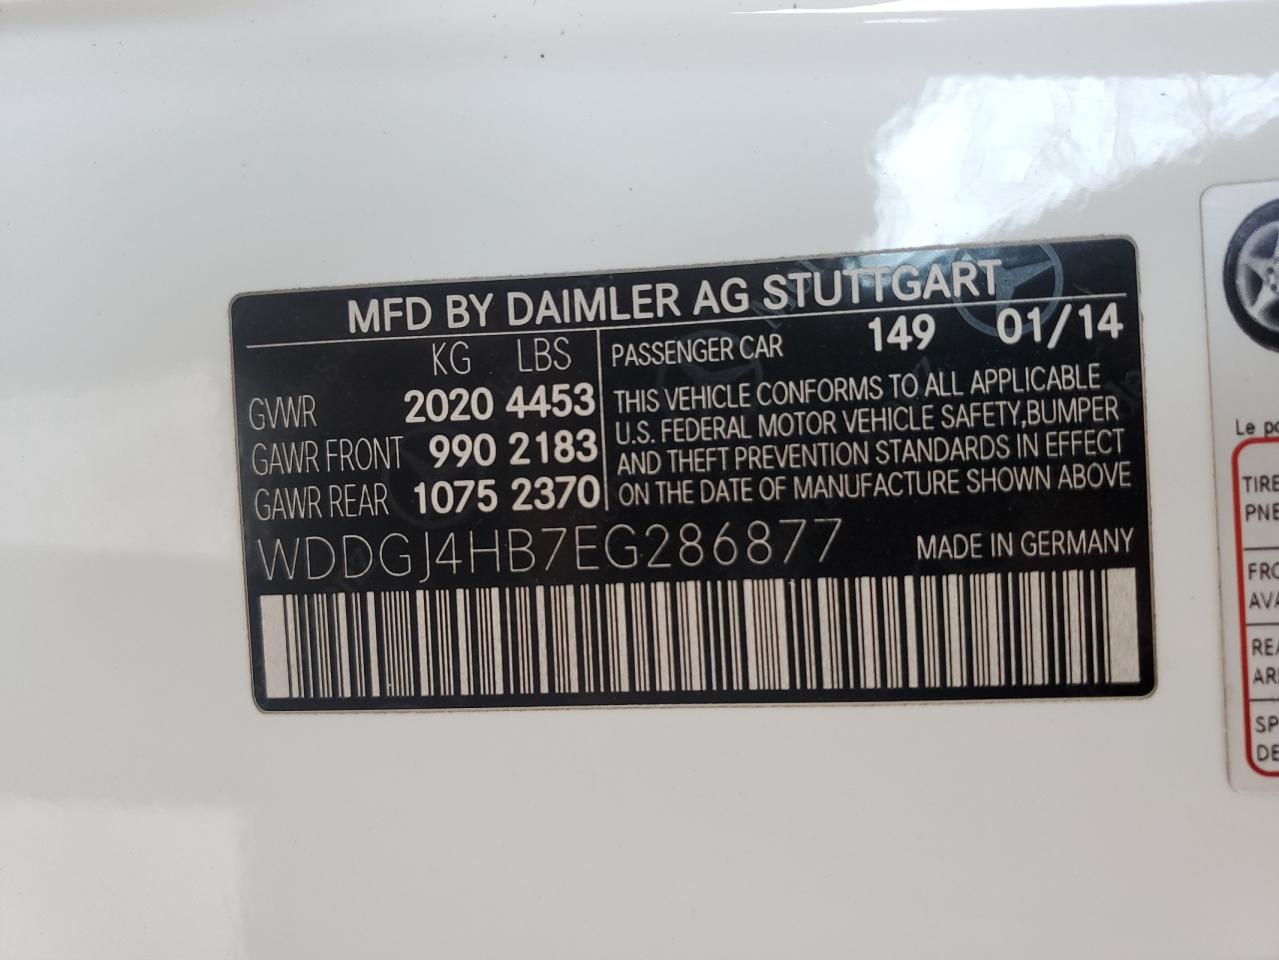 MFD BY DAIMLER AG STUTTGART
KG LBS
GVWR 2020 4453
GAWR FRONT 990 2183
GAWR REAR 1075 2370
PASSENGER CAR 149 01/14
THIS VEHICLE CONFORMS TO ALL APPLICABLE
U.S. FEDERAL MOTOR VEHICLE SAFETY,BUMPER
AND THEFT PREVENTION STANDARDS IN EFFECT
ON THE DATE OF MANUFACTURE SHOWN ABOVE
WDDGJ4HB7EG286877 MADE IN GERMANY
Le
TIRE